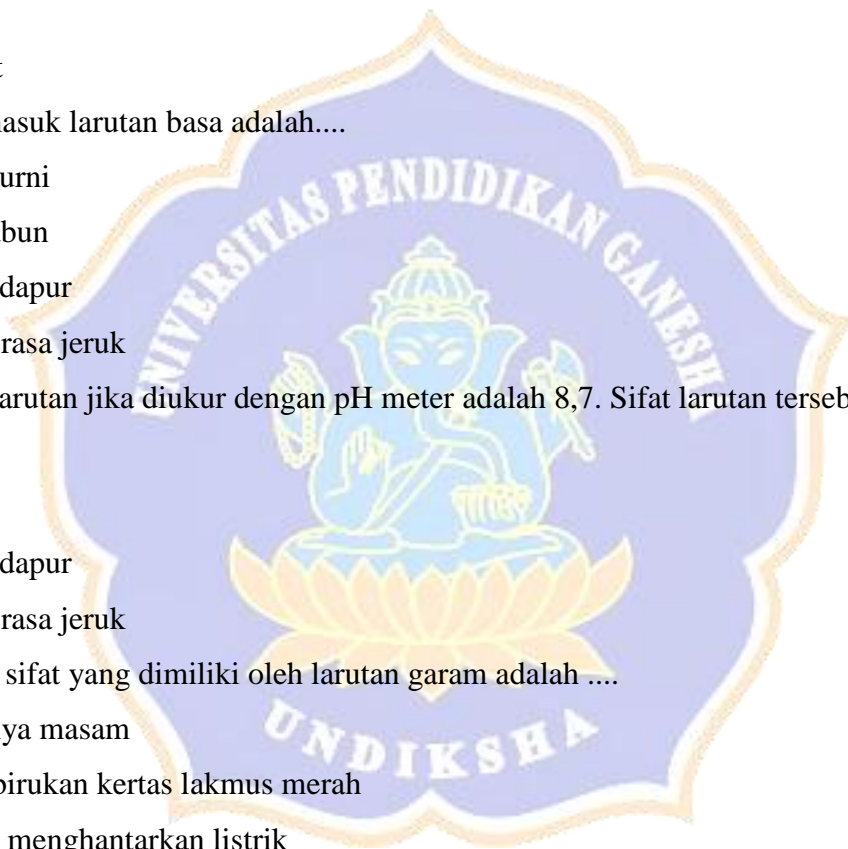 t
masuk larutan basa adalah....
urni
bun
dapur
rasa jeruk
arutan jika diukur dengan pH meter adalah 8,7. Sifat larutan terseb
dapur
rasa jeruk
sifat yang dimiliki oleh larutan garam adalah ....
ya masam
birukan kertas lakmus merah
menghantarkan listrik
UNIVERSITAS PENDIDIKAN GANESHA
UNDIKSHA